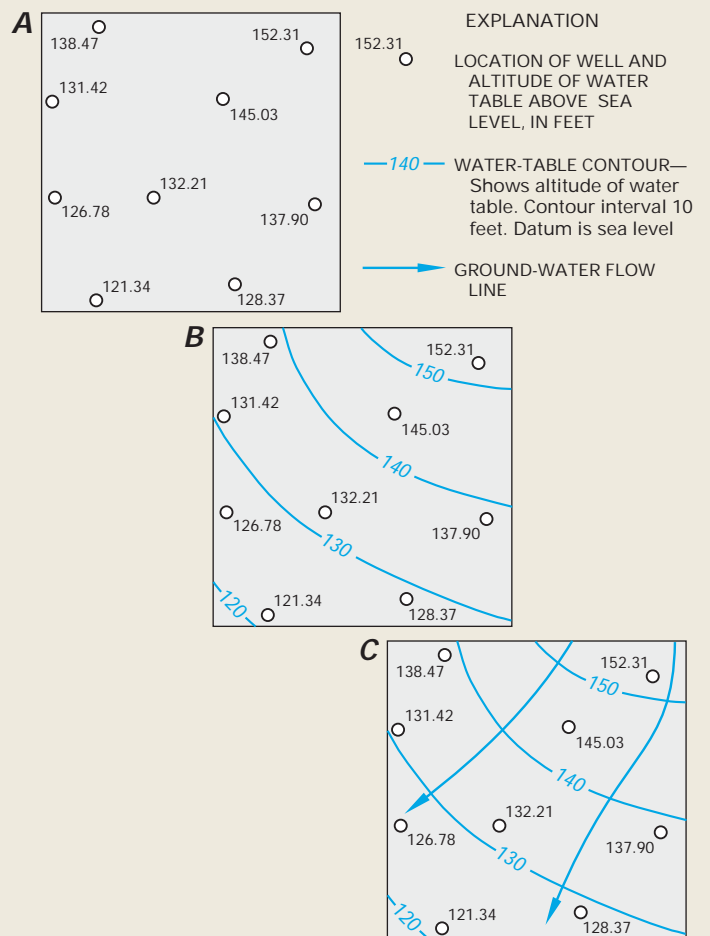 A
138.47
152.31
131.42
145.03
126.78
132.21
137.90
121.34
128.37
EXPLANATION
152.31
LOCATION OF WELL AND
ALTITUDE OF WATER
TABLE ABOVE SEA
LEVEL, IN FEET
140
WATER-TABLE CONTOUR—
Shows altitude of water
table. Contour interval 10
feet. Datum is sea level
GROUND-WATER FLOW
LINE
B
138.47
152.31
150
131.42
145.03
140
132.21
126.78
137.90
130
120
121.34
128.37
C
138.47
152.31
150
131.42
145.03
140
132.21
126.78
137.90
130
120
121.34
128.37